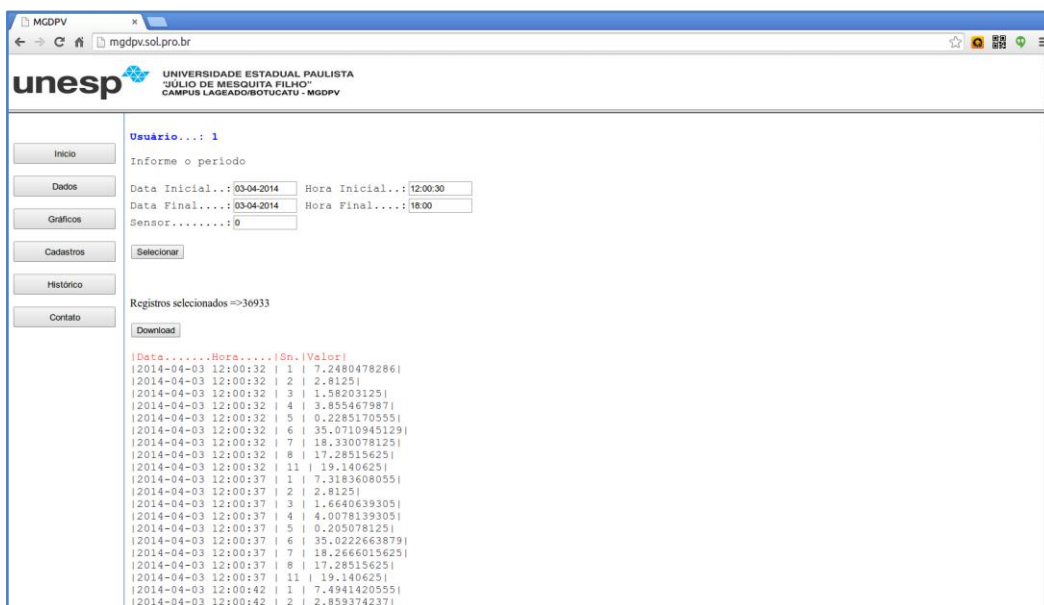 MGDPV
mgdpv.sol.pro.br
unesp
UNIVERSIDADE ESTADUAL PAULISTA
"JÚLIO DE MESQUITA FILHO"
CAMPUS LAGEADO/BOTUCATU - MGDPV
Inicio
Dados
Gráficos
Cadastros
Histórico
Contato
Usuário...: 1
Informe o periodo
Data Inicial..: 03-04-2014 Hora Inicial..: 12:00:30
Data Final....: 03-04-2014 Hora Final....: 18:00
Sensor........: 0
Selecionar
Registros selecionados =>36933
Download
|Data.......Hora.....|Sn.|Valor|
|2014-04-03 12:00:32 | 1 | 7.2480478286|
|2014-04-03 12:00:32 | 2 | 2.8125|
|2014-04-03 12:00:32 | 3 | 1.58203125|
|2014-04-03 12:00:32 | 4 | 3.855467987|
|2014-04-03 12:00:32 | 5 | 0.2285170555|
|2014-04-03 12:00:32 | 6 | 35.0710945129|
|2014-04-03 12:00:32 | 7 | 18.330078125|
|2014-04-03 12:00:32 | 8 | 17.28515625|
|2014-04-03 12:00:32 | 11 | 19.140625|
|2014-04-03 12:00:37 | 1 | 7.3183608055|
|2014-04-03 12:00:37 | 2 | 2.8125|
|2014-04-03 12:00:37 | 3 | 1.6640639305|
|2014-04-03 12:00:37 | 4 | 4.0078139305|
|2014-04-03 12:00:37 | 5 | 0.205078125|
|2014-04-03 12:00:37 | 6 | 35.0222663879|
|2014-04-03 12:00:37 | 7 | 18.2666015625|
|2014-04-03 12:00:37 | 8 | 17.28515625|
|2014-04-03 12:00:37 | 11 | 19.140625|
|2014-04-03 12:00:42 | 1 | 7.4941420555|
|2014-04-03 12:00:42 | 2 | 2.859374237|